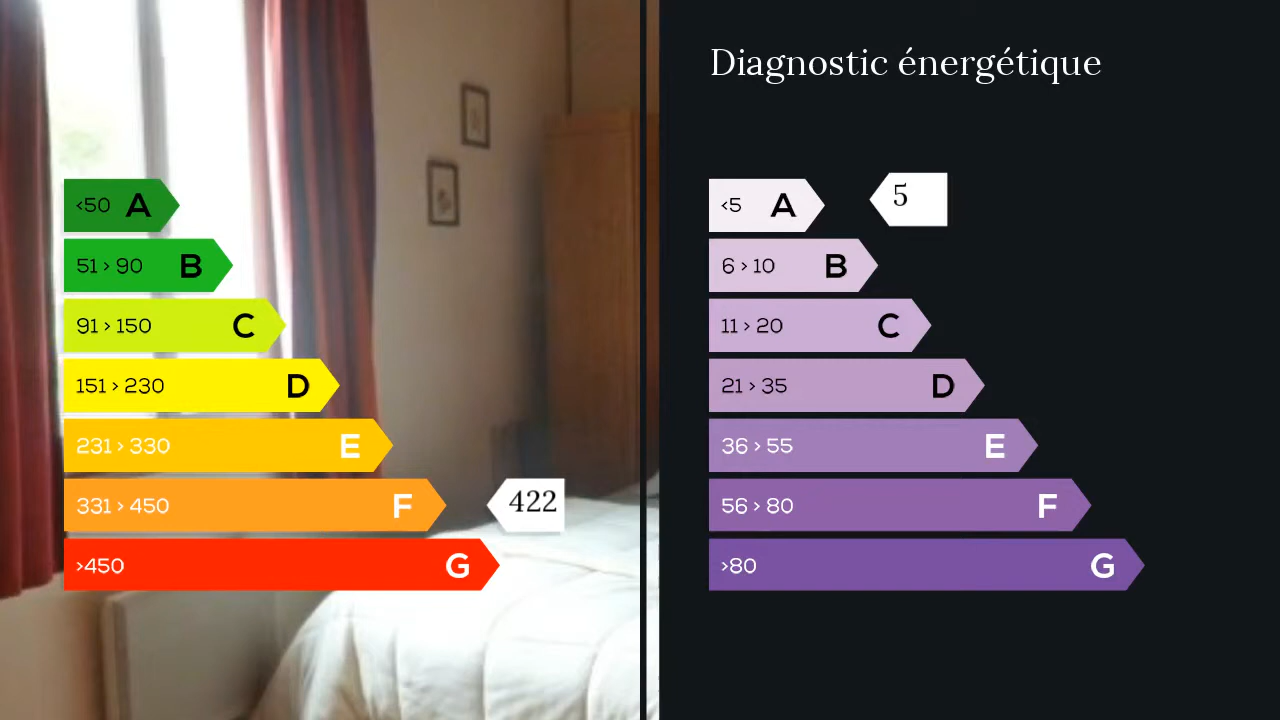 Diagnostic énergétique
<50 A
51 > 90 B
91 > 150 C
151 > 230 D
231 > 330 E
331 > 450 F
422
>450 G
<5 A
5
6 > 10 B
11 > 20 C
21 > 35 D
36 > 55 E
56 > 80 F
>80 G